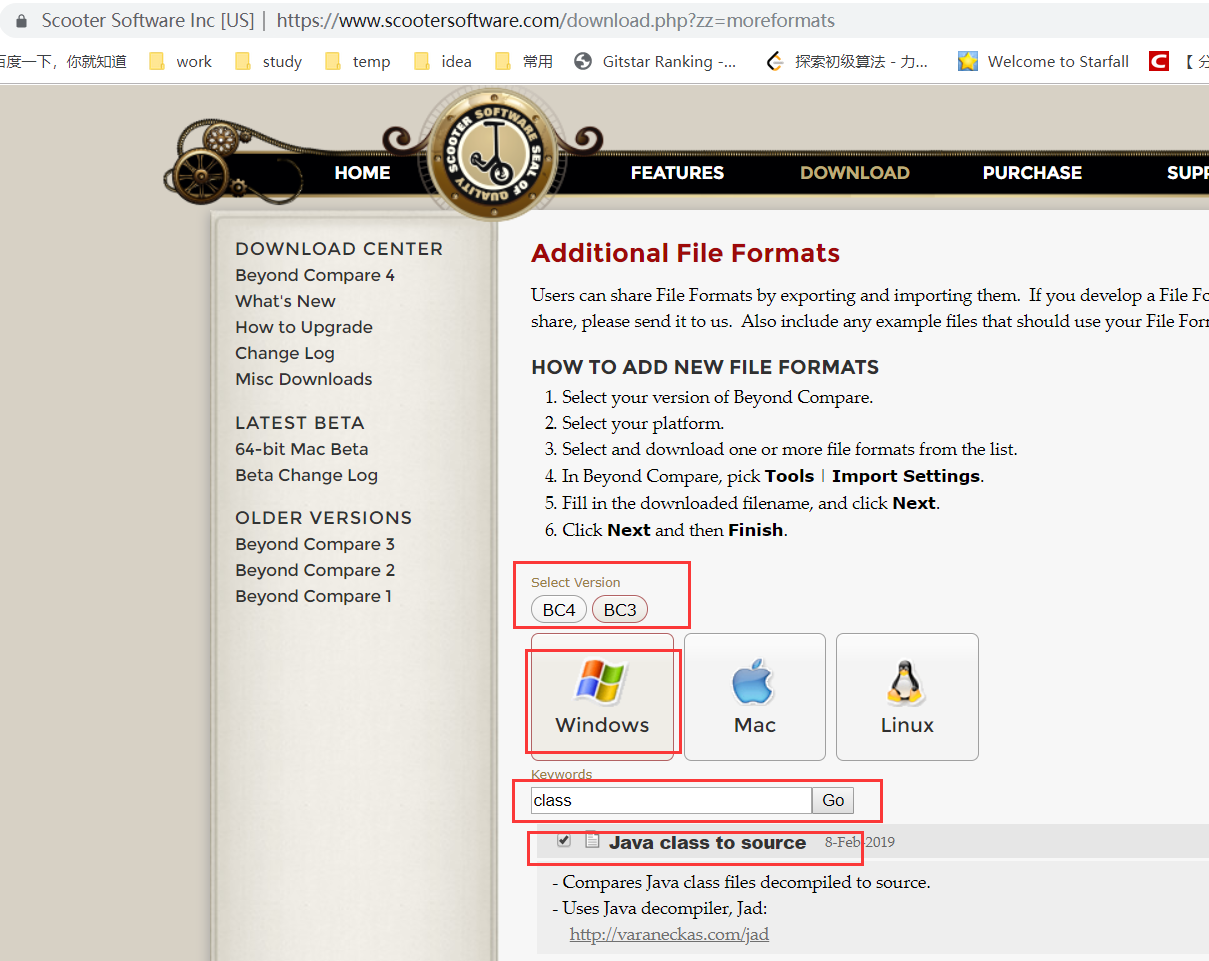 Scooter Software Inc [US] | https://www.scootersoftware.com/download.php?zz=moreformats
百度一下，你就知道 work study temp idea 常用 Gitstar Ranking -... 探索初级算法 - 力... Welcome to Starfall 【 分
SCOOTER SOFTWARE SEAL OF QUALITY
HOME FEATURES DOWNLOAD PURCHASE SUPP
DOWNLOAD CENTER
Beyond Compare 4
What's New
How to Upgrade
Change Log
Misc Downloads
LATEST BETA
64-bit Mac Beta
Beta Change Log
OLDER VERSIONS
Beyond Compare 3
Beyond Compare 2
Beyond Compare 1
Additional File Formats
Users can share File Formats by exporting and importing them. If you develop a File Fo
share, please send it to us. Also include any example files that should use your File For
HOW TO ADD NEW FILE FORMATS
1. Select your version of Beyond Compare.
2. Select your platform.
3. Select and download one or more file formats from the list.
4. In Beyond Compare, pick Tools | Import Settings.
5. Fill in the downloaded filename, and click Next.
6. Click Next and then Finish.
Select Version
BC4 BC3
Windows Mac Linux
Keywords
class Go
Java class to source 8-Feb-2019
- Compares Java class files decompiled to source.
- Uses Java decompiler, Jad:
http://varaneckas.com/jad